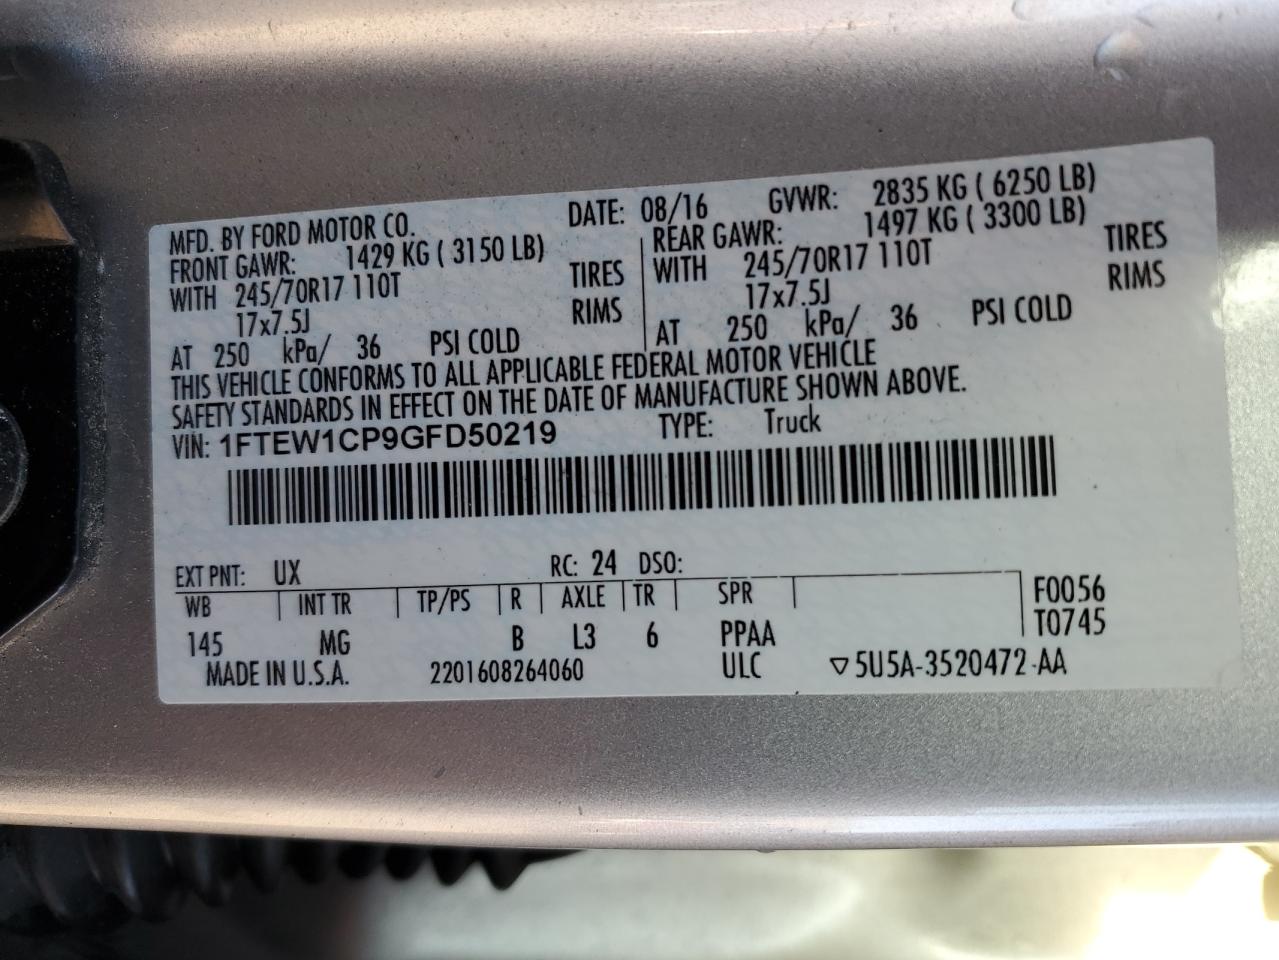 MFD. BY FORD MOTOR CO. DATE: 08/16 GVWR: 2835 KG ( 6250 LB)
FRONT GAWR: 1429 KG ( 3150 LB) REAR GAWR: 1497 KG ( 3300 LB)
WITH 245/70R17 110T TIRES WITH 245/70R17 110T TIRES
17x7.5J RIMS 17x7.5J RIMS
AT 250 kPa/ 36 PSI COLD AT 250 kPa/ 36 PSI COLD
THIS VEHICLE CONFORMS TO ALL APPLICABLE FEDERAL MOTOR VEHICLE
SAFETY STANDARDS IN EFFECT ON THE DATE OF MANUFACTURE SHOWN ABOVE.
VIN: 1FTEW1CP9GFD50219 TYPE: Truck
EXT PNT: UX RC: 24 DSO:
WB INT TR TP/PS R AXLE TR SPR F0056
145 MG B L3 6 PPAA T0745
MADE IN U.S.A. 2201608264060 ULC ▽5U5A-3520472-AA